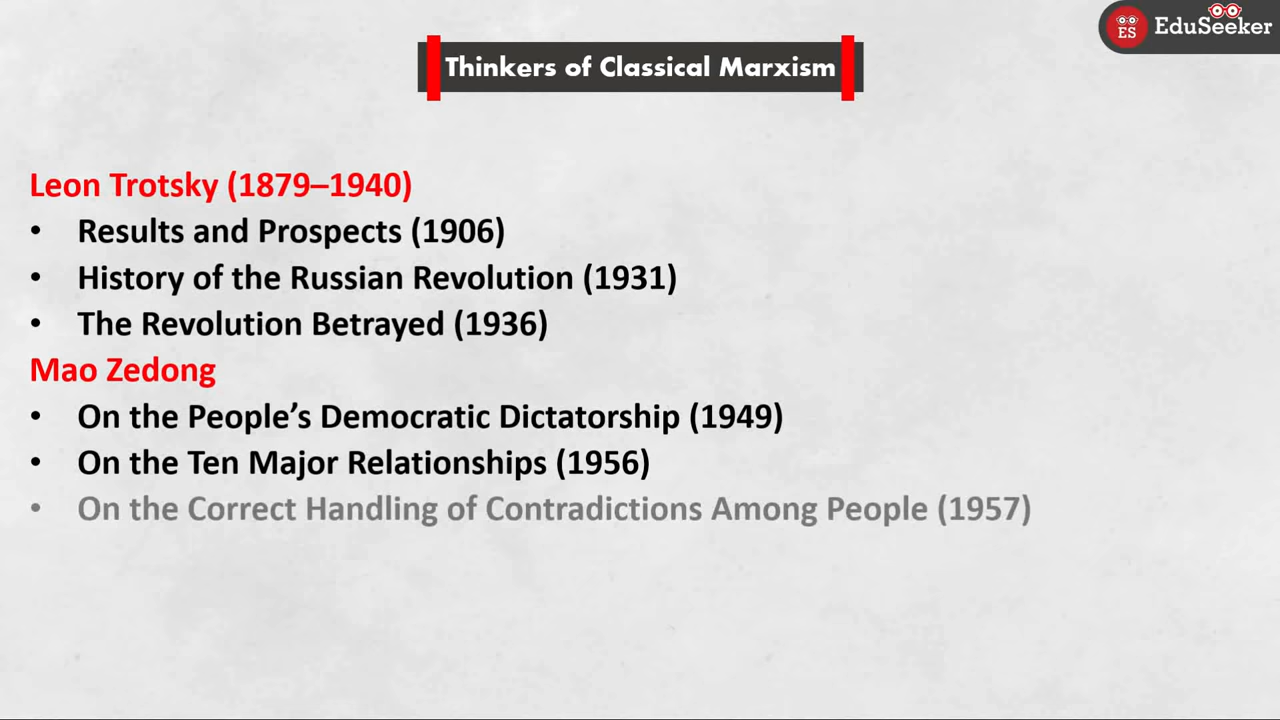 ES EduSeeker
Thinkers of Classical Marxism
Leon Trotsky (1879–1940)
• Results and Prospects (1906)
• History of the Russian Revolution (1931)
• The Revolution Betrayed (1936)
Mao Zedong
• On the People’s Democratic Dictatorship (1949)
• On the Ten Major Relationships (1956)
• On the Correct Handling of Contradictions Among People (1957)